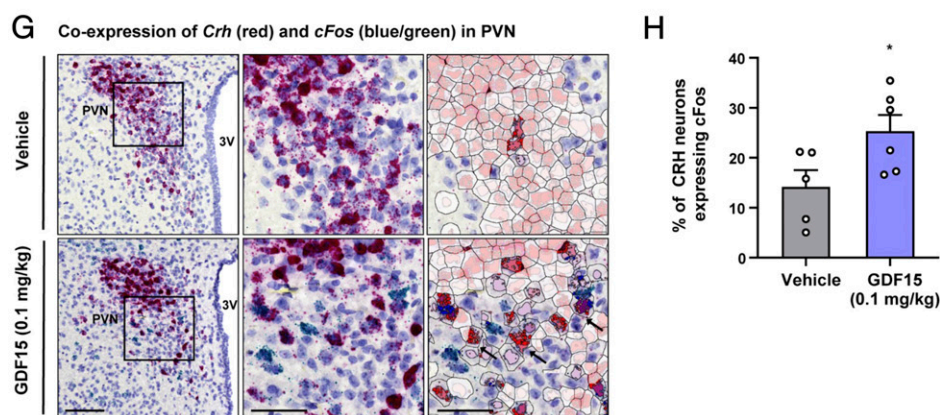 G
Co-expression of Crh (red) and cFos (blue/green) in PVN
Vehicle
PVN
3V
GDF15 (0.1 mg/kg)
PVN
3V
H
*
% of CRH neurons
expressing cFos
40
30
20
10
0
Vehicle
GDF15
(0.1 mg/kg)